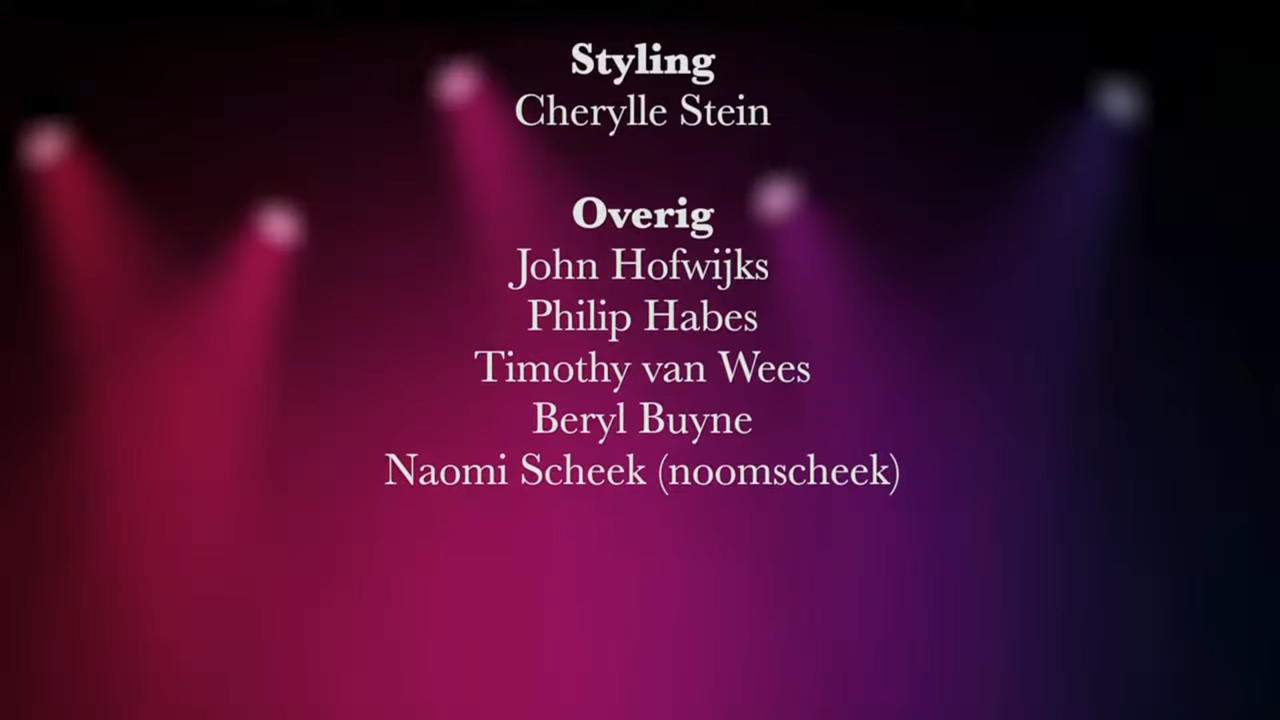 Styling
Cherylle Stein
Overig
John Hofwijks
Philip Habes
Timothy van Wees
Beryl Buyne
Naomi Scheek (noomscheek)